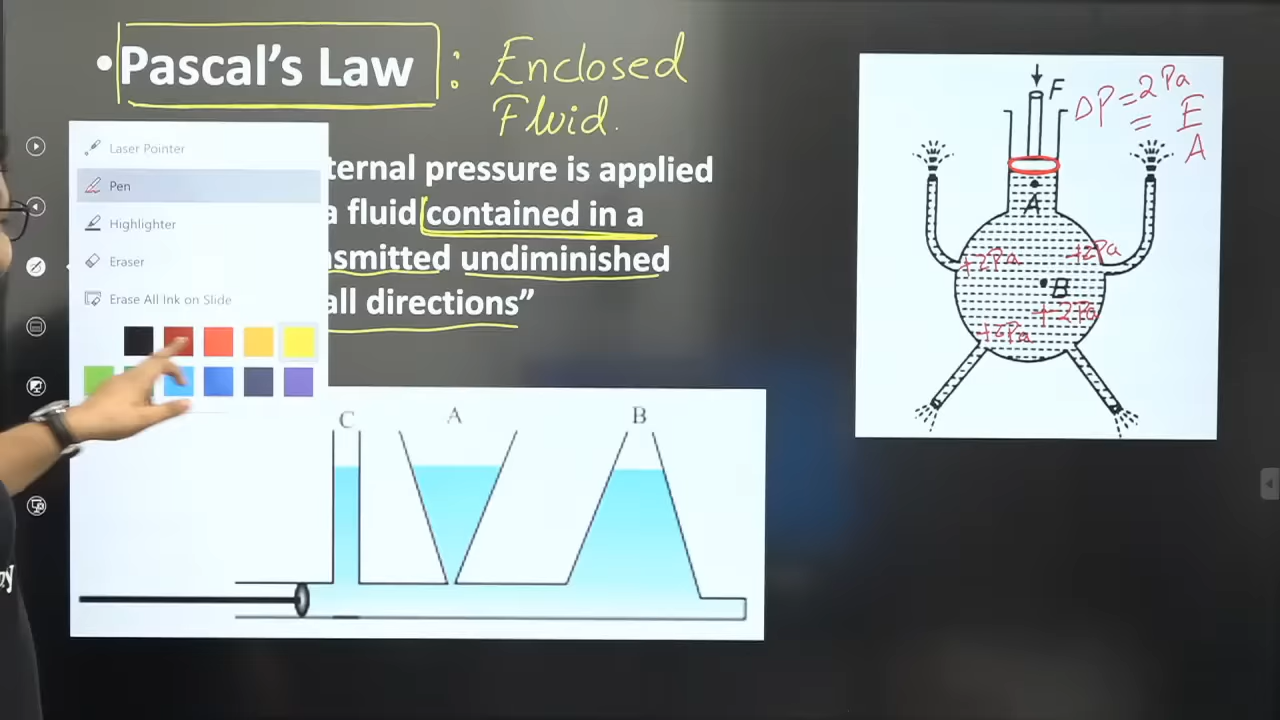 •Pascal's Law : Enclosed
Fluid.
ternal pressure is applied
a fluid contained in a
nsmitted undiminished
all directions”
Laser Pointer
Pen
Highlighter
Eraser
Erase All Ink on Slide
C
A
B
F
ΔP = 2 Pa
= F
A
A
+2Pa
+2Pa
B
+2Pa
+2Pa